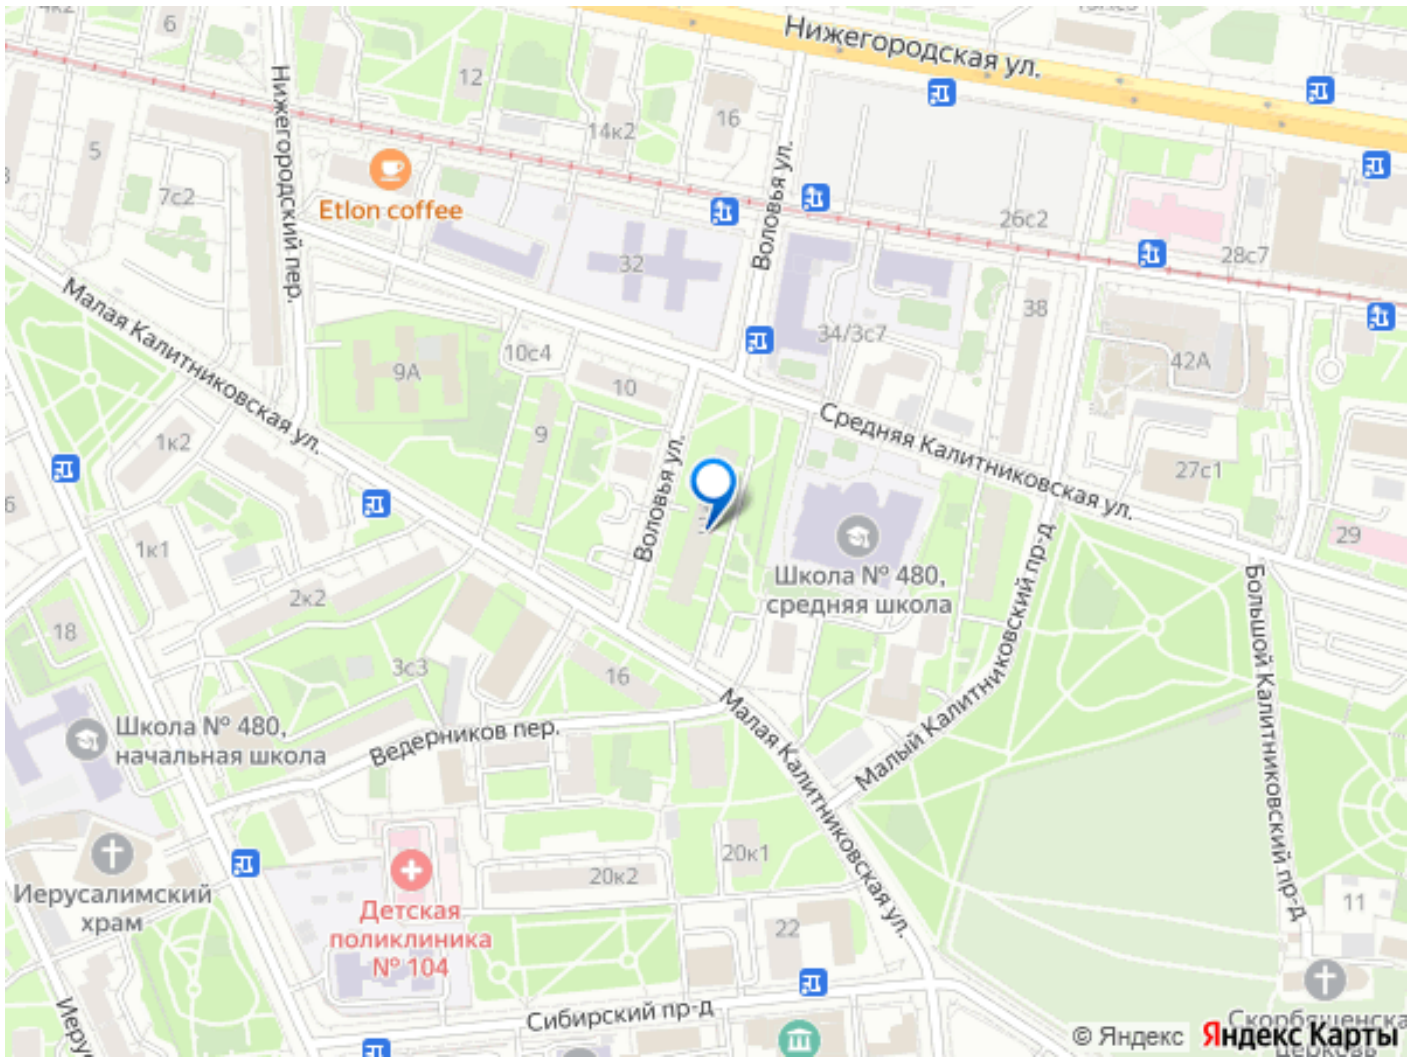 4к2
6
Нижегородская ул.
12
14к2
16
5
Нижегородский пер.
7с2
Etlon coffee
Воловья ул.
26с2
28с7
32
Малая Калитниковская ул.
34/3с7
38
10с4
9А
10
42А
9
Средняя Калитниковская ул.
1к2
27с1
Воловья ул.
29
1к1
Школа № 480,
средняя школа
2к2
18
3с3
16
Малый Калитниковский пр-д
Большой Калитниковский пр-д
Школа № 480,
начальная школа
Ведерников пер.
Малая Калитниковская ул.
20к1
20к2
Иерусалимский
храм
Детская
поликлиника
№ 104
22
11
Сибирский пр-д
Иерус
Скорбященска
церковь
© Яндекс
Яндекс Карты